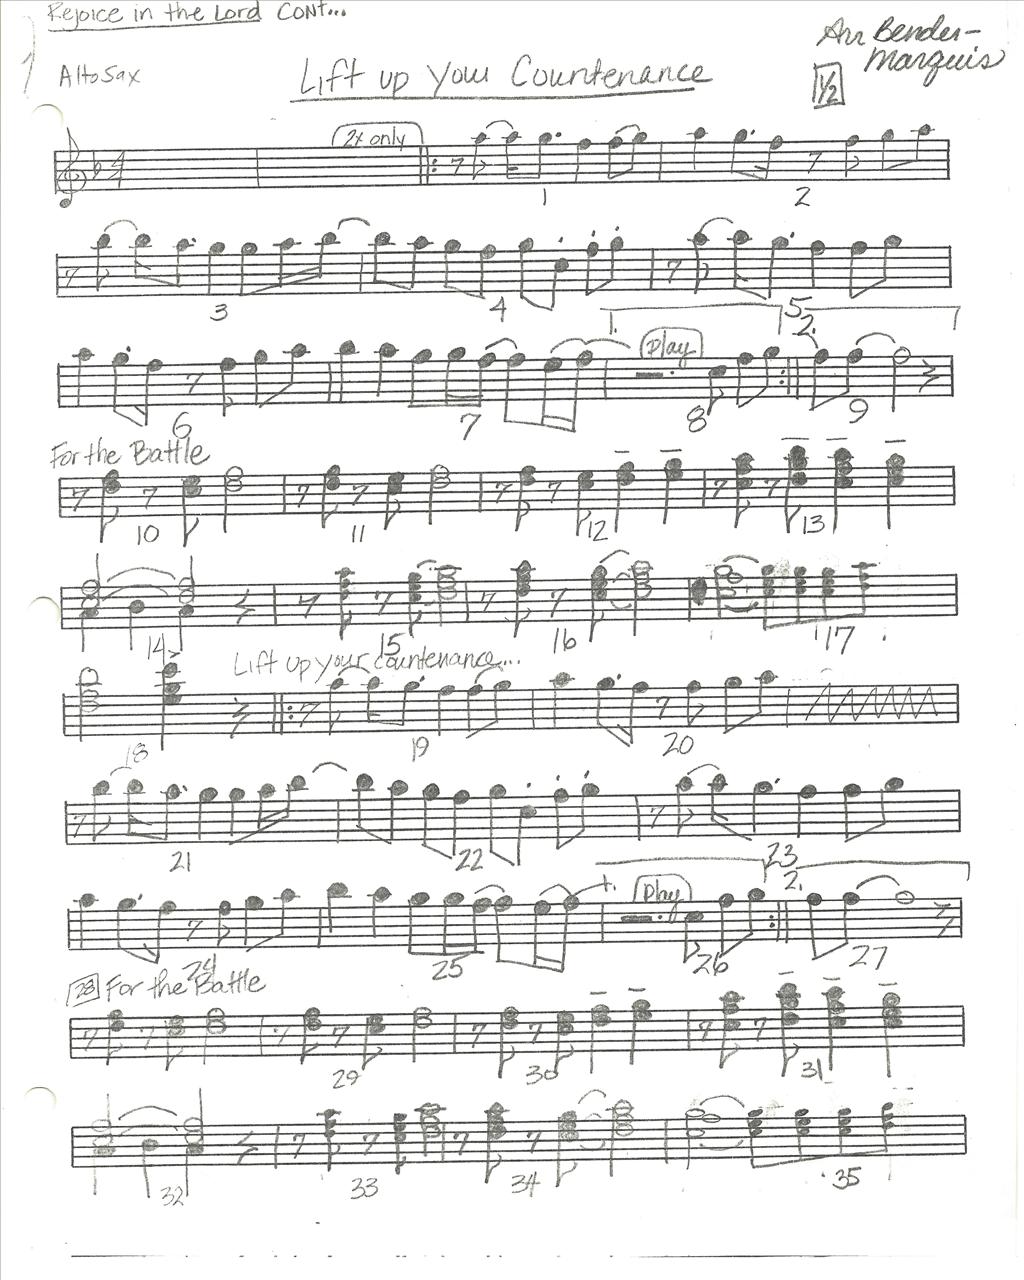 Rejoice in the Lord CONT...
Arr Bender-
Marquis
Alto Sax
Lift up Your Countenance
1/2
2x only
1 2
3 4 5
1. 2.
play
6 7 8 9
For the Battle
10 11 12 13
14 15 16 17
Lift up your countenance...
18 19 20
21 22 23
1. 2.
play
24 25 26 27
28 For the Battle
29 30 31
32 33 34 35